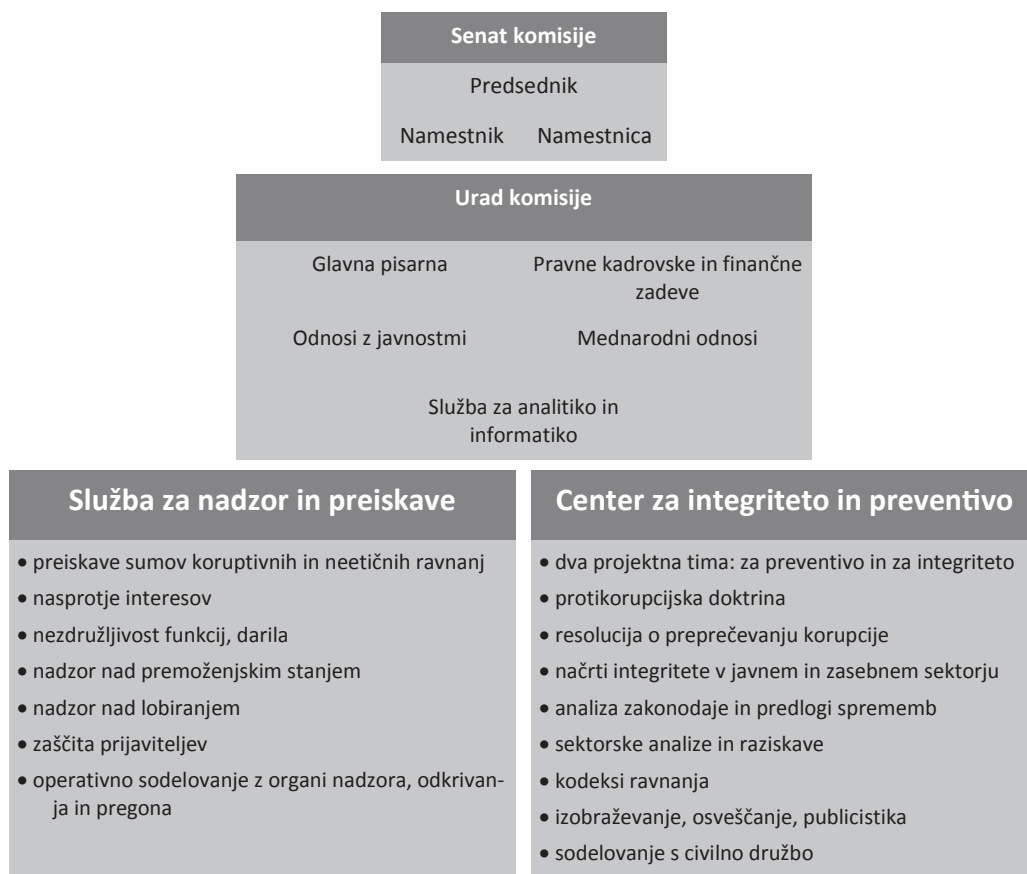 Senat komisije
Predsednik
Namestnik Namestnica
Urad komisije
Glavna pisarna
Pravne kadrovske in finančne
zadeve
Odnosi z javnostmi
Mednarodni odnosi
Služba za analitiko in
informatiko
Služba za nadzor in preiskave
• preiskave sumov koruptivnih in neetičnih ravnanj
• nasprotje interesov
• nezdružljivost funkcij, darila
• nadzor nad premoženjskim stanjem
• nadzor nad lobiranjem
• zaščita prijaviteljev
• operativno sodelovanje z organi nadzora, odkrivan-
ja in pregona
Center za integriteto in preventivo
• dva projektna tima: za preventivo in za integriteto
• protikorupcijska doktrina
• resolucija o preprečevanju korupcije
• načrti integritete v javnem in zasebnem sektorju
• analiza zakonodaje in predlogi sprememb
• sektorske analize in raziskave
• kodeksi ravnanja
• izobraževanje, osveščanje, publicistika
• sodelovanje s civilno družbo